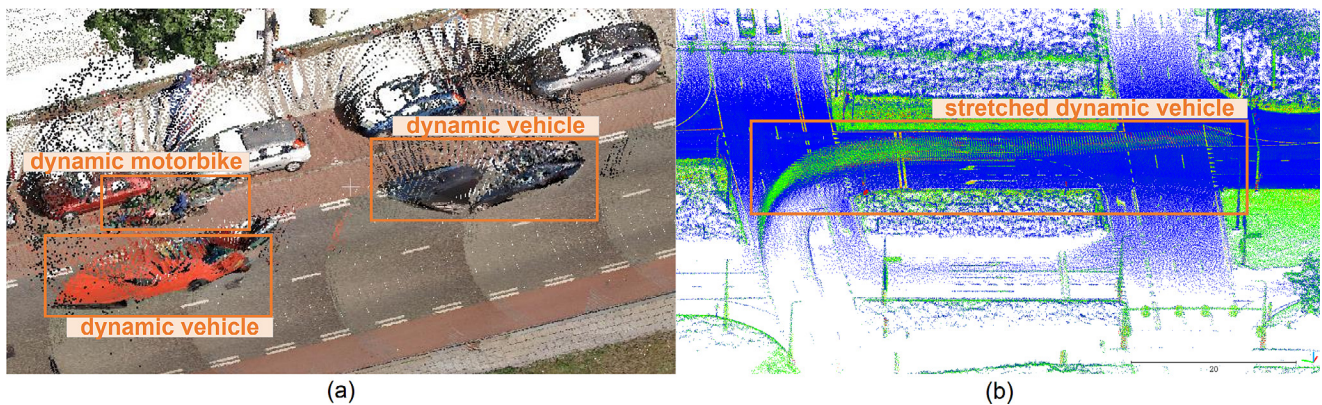 dynamic vehicle
stretched dynamic vehicle
dynamic motorbike
dynamic vehicle
20
(a)
(b)